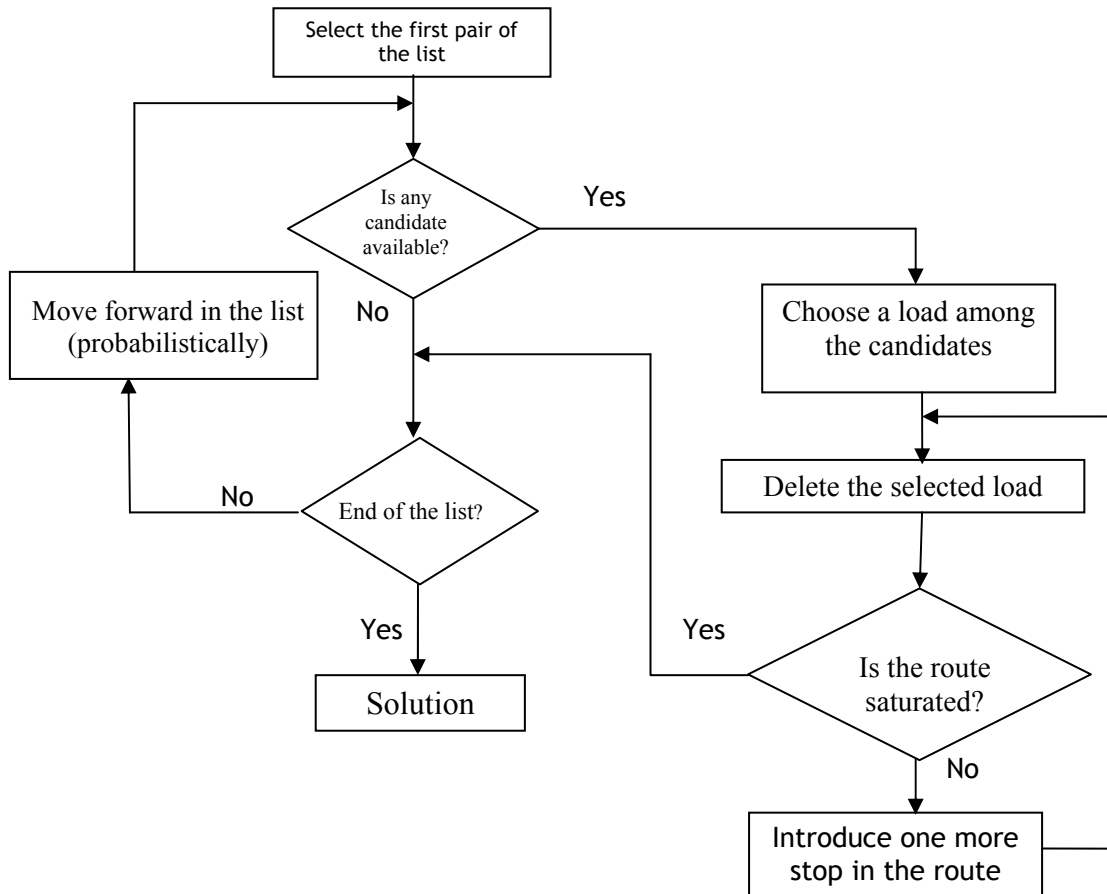 Select the first pair of
the list
Is any
candidate
available?
Yes
No
Move forward in the list
(probabilistically)
Choose a load among
the candidates
Delete the selected load
End of the list?
No
Yes
Solution
Is the route
saturated?
Yes
No
Introduce one more
stop in the route